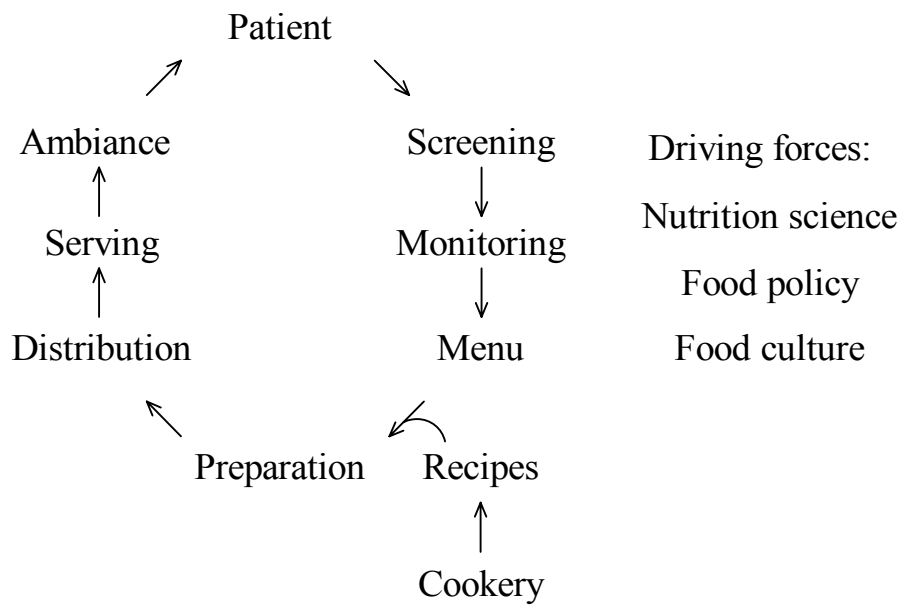 Patient
Ambiance
Screening
Driving forces:
Nutrition science
Serving
Monitoring
Food policy
Distribution
Menu
Food culture
Preparation
Recipes
Cookery